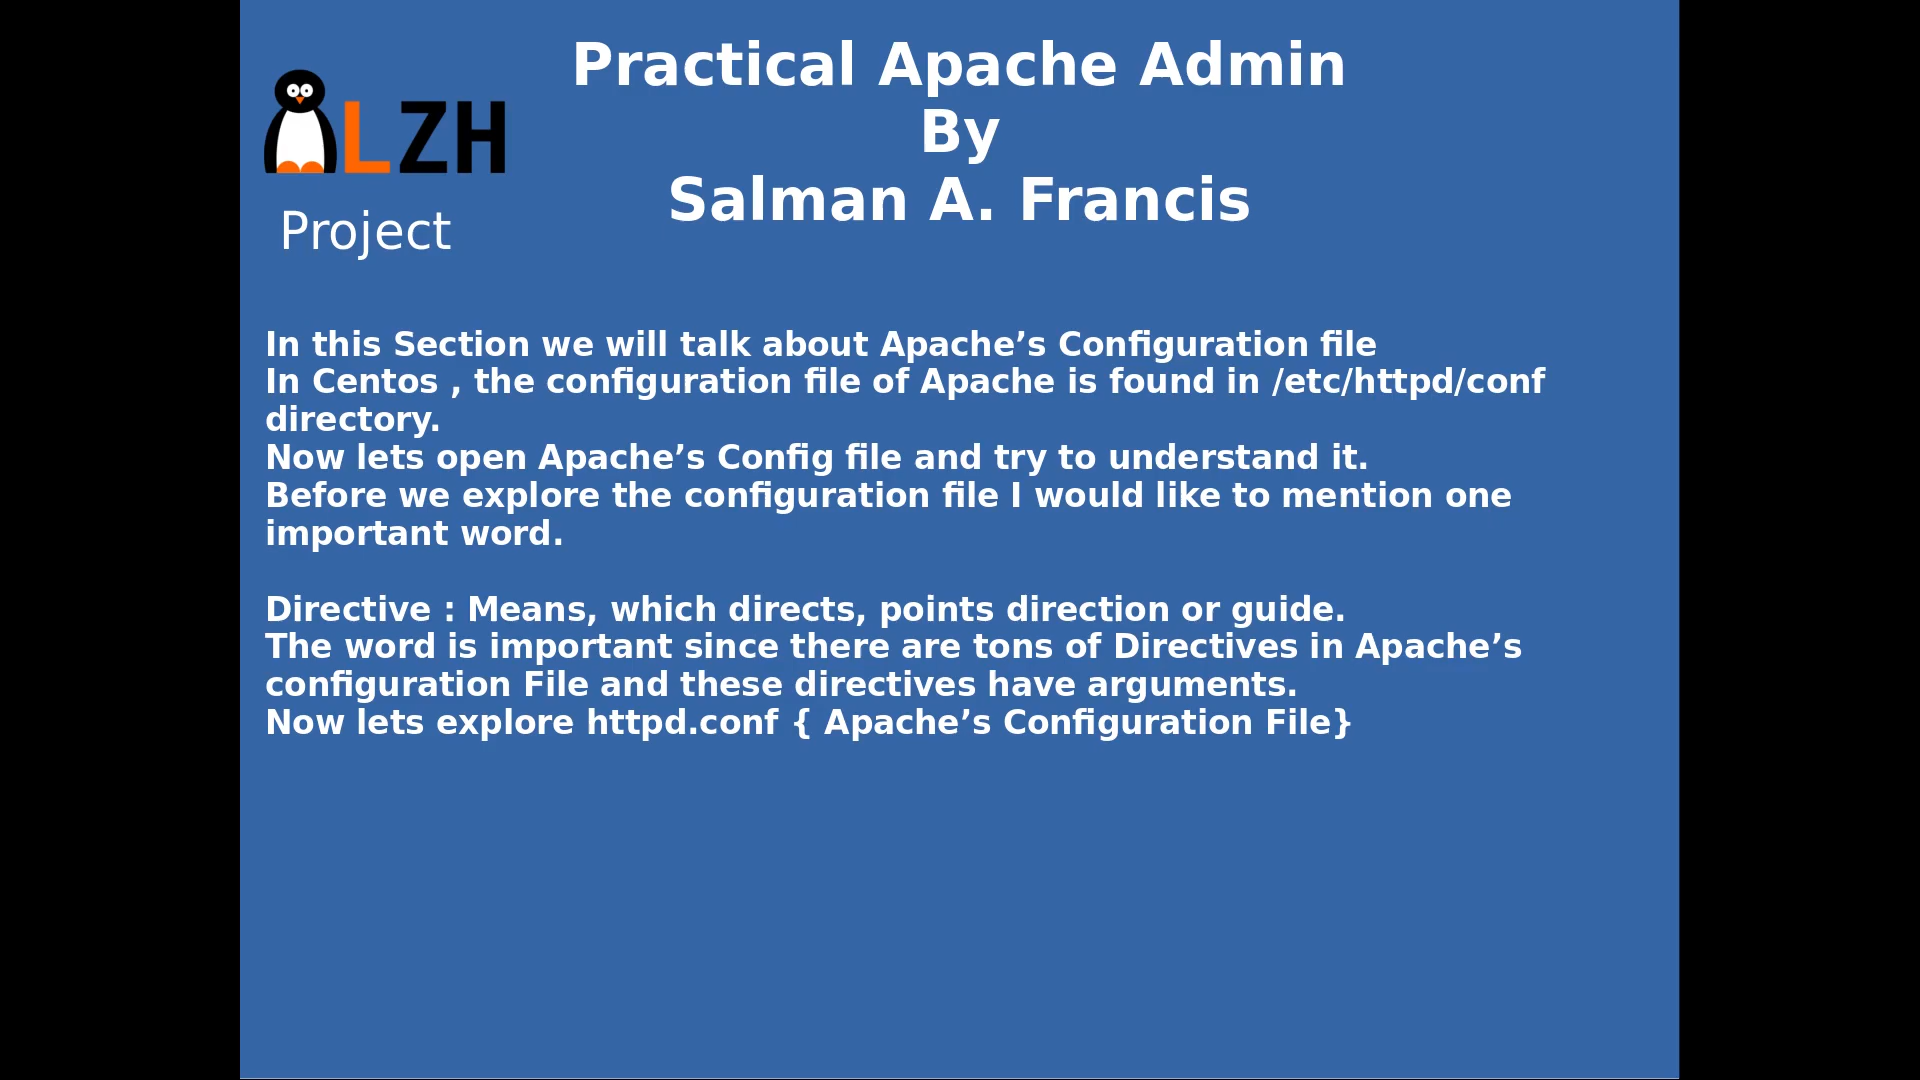 Practical Apache Admin
By
Salman A. Francis
LZH
Project
In this Section we will talk about Apache’s Configuration file
In Centos , the configuration file of Apache is found in /etc/httpd/conf
directory.
Now lets open Apache’s Config file and try to understand it.
Before we explore the configuration file I would like to mention one
important word.
Directive : Means, which directs, points direction or guide.
The word is important since there are tons of Directives in Apache’s
configuration File and these directives have arguments.
Now lets explore httpd.conf { Apache’s Configuration File}